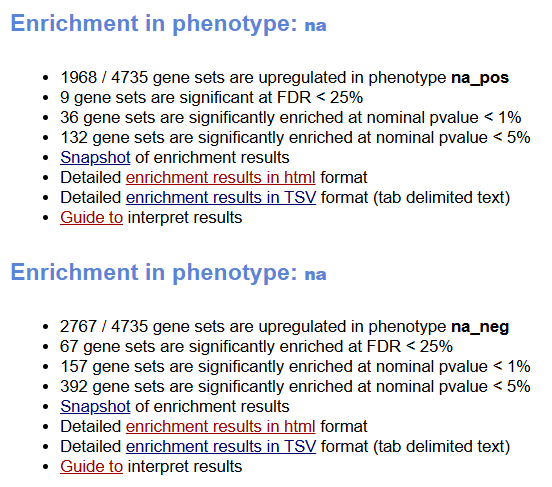 Enrichment in phenotype: na
1968 / 4735 gene sets are upregulated in phenotype na_pos
9 gene sets are significant at FDR < 25%
36 gene sets are significantly enriched at nominal pvalue < 1%
132 gene sets are significantly enriched at nominal pvalue < 5%
Snapshot of enrichment results
Detailed enrichment results in html format
Detailed enrichment results in TSV format (tab delimited text)
Guide to interpret results
Enrichment in phenotype: na
2767 / 4735 gene sets are upregulated in phenotype na_neg
67 gene sets are significantly enriched at FDR < 25%
157 gene sets are significantly enriched at nominal pvalue < 1%
392 gene sets are significantly enriched at nominal pvalue < 5%
Snapshot of enrichment results
Detailed enrichment results in html format
Detailed enrichment results in TSV format (tab delimited text)
Guide to interpret results